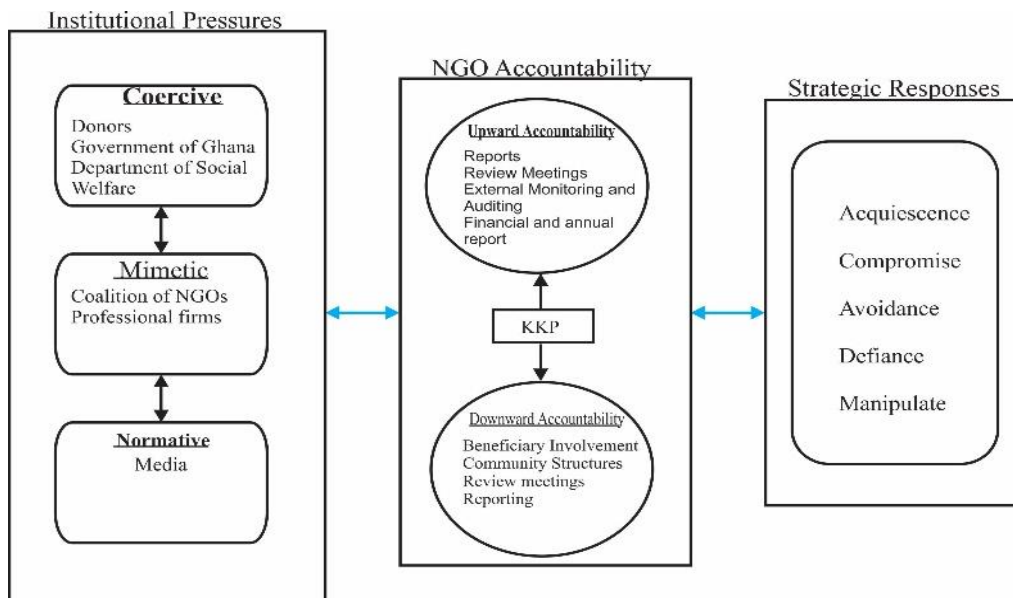 Institutional Pressures
Coercive
Donors
Government of Ghana
Department of Social
Welfare
Mimetic
Coalition of NGOs
Professional firms
Normative
Media
NGO Accountability
Upward Accountability
Reports
Review Meetings
External Monitoring and
Auditing
Financial and annual
report
KKP
Downward Accountability
Beneficiary Involvement
Community Structures
Review meetings
Reporting
Strategic Responses
Acquiescence
Compromise
Avoidance
Defiance
Manipulate